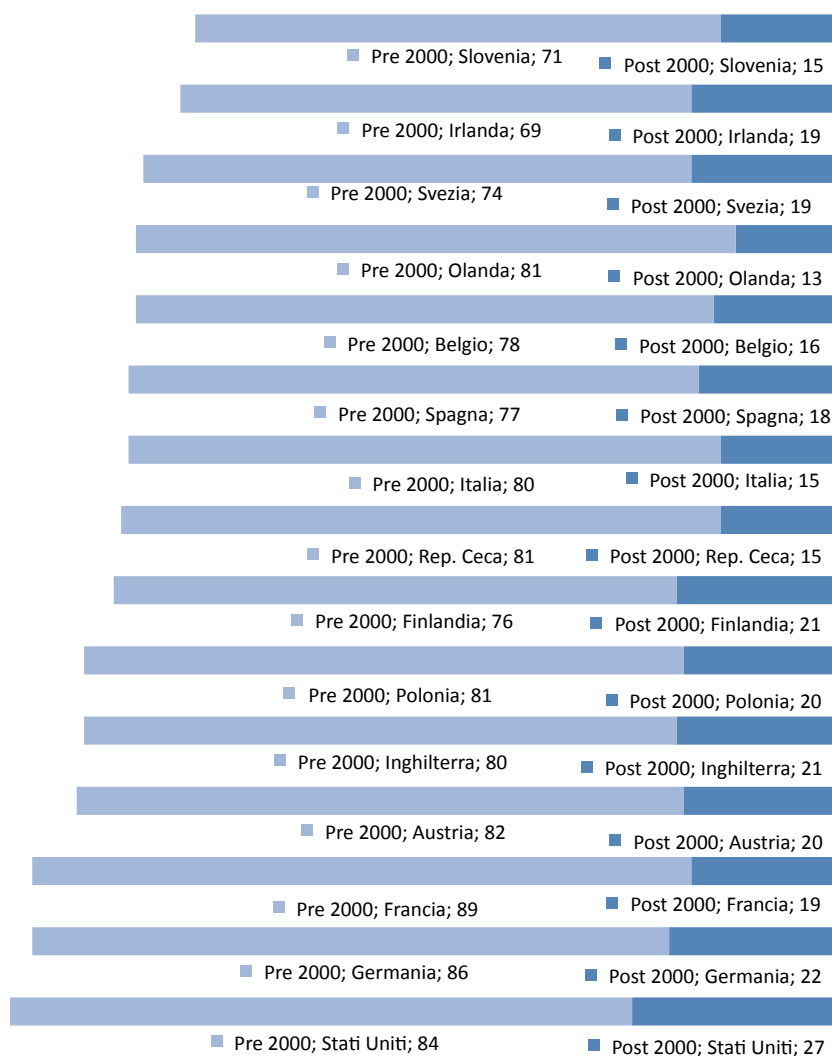 Pre 2000; Slovenia; 71
Post 2000; Slovenia; 15
Pre 2000; Irlanda; 69
Post 2000; Irlanda; 19
Pre 2000; Svezia; 74
Post 2000; Svezia; 19
Pre 2000; Olanda; 81
Post 2000; Olanda; 13
Pre 2000; Belgio; 78
Post 2000; Belgio; 16
Pre 2000; Spagna; 77
Post 2000; Spagna; 18
Pre 2000; Italia; 80
Post 2000; Italia; 15
Pre 2000; Rep. Ceca; 81
Post 2000; Rep. Ceca; 15
Pre 2000; Finlandia; 76
Post 2000; Finlandia; 21
Pre 2000; Polonia; 81
Post 2000; Polonia; 20
Pre 2000; Inghilterra; 80
Post 2000; Inghilterra; 21
Pre 2000; Austria; 82
Post 2000; Austria; 20
Pre 2000; Francia; 89
Post 2000; Francia; 19
Pre 2000; Germania; 86
Post 2000; Germania; 22
Pre 2000; Stati Uniti; 84
Post 2000; Stati Uniti; 27